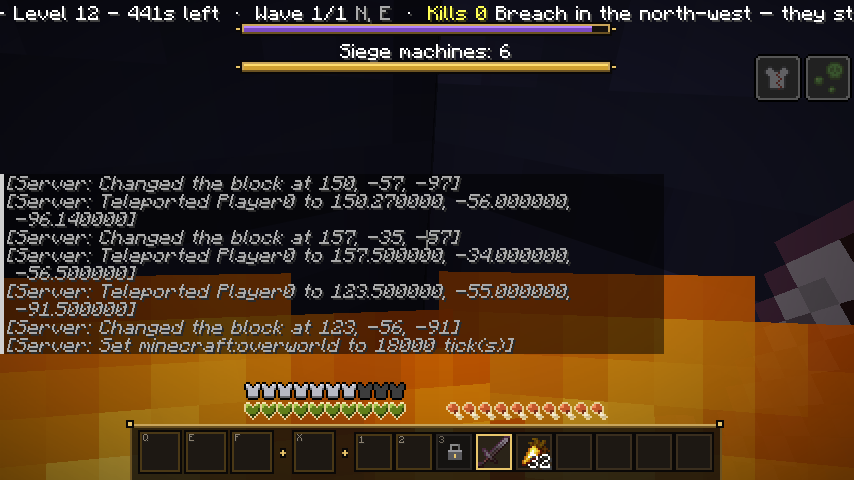 - Level 12 - 441s left · Wave 1/1 N, E · Kills 0 Breach in the north-west - they st
Siege machines: 6
[Server: Changed the block at 150, -57, -97]
[Server: Teleported Player0 to 150.270000, -56.000000,
-96.140000]
[Server: Changed the block at 157, -35, -57]
[Server: Teleported Player0 to 157.500000, -34.000000,
-56.500000]
[Server: Teleported Player0 to 123.500000, -55.000000,
-91.500000]
[Server: Changed the block at 123, -56, -91]
[Server: Set minecraft:overworld to 18000 tick(s)]
Q E F X 1 2 3
32